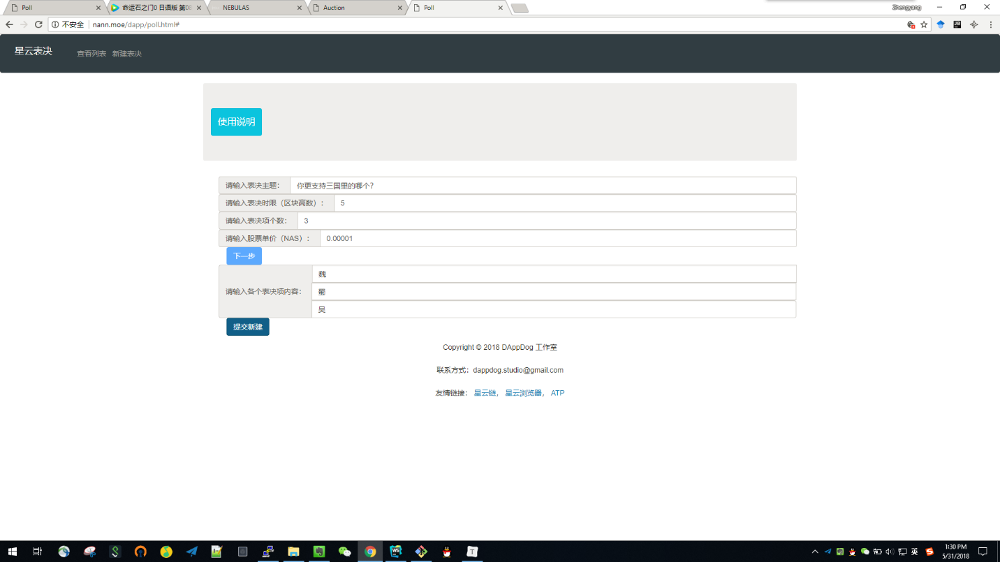 Poll
命运石之门0 日语版 第08
NEBULAS
Auction
Poll
Zhengyang
不安全 nann.moe/dapp/poll.html#
星云表决 查看列表 新建表决
使用说明
请输入表决主题： 你更支持三国里的哪个?
请输入表决时限（区块高数）： 5
请输入表决项个数： 3
请输入股票单价（NAS）： 0.00001
下一步
请输入各个表决项内容：
魏
蜀
吴
提交新建
Copyright © 2018 DAppDog 工作室
联系方式：dappdog.studio@gmail.com
友情链接： 星云链， 星云浏览器， ATP
英
1:30 PM
5/31/2018